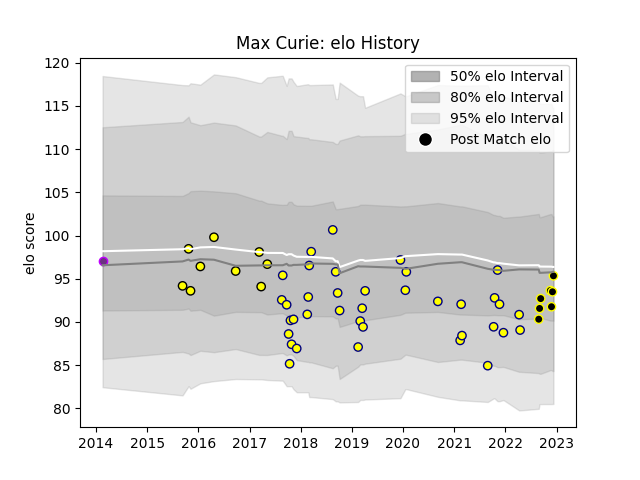 Max Curie: elo History
120
115
110
105
100
95
90
85
80
elo score
50% elo Interval
80% elo Interval
95% elo Interval
Post Match elo
2014 2015 2016 2017 2018 2019 2020 2021 2022 2023